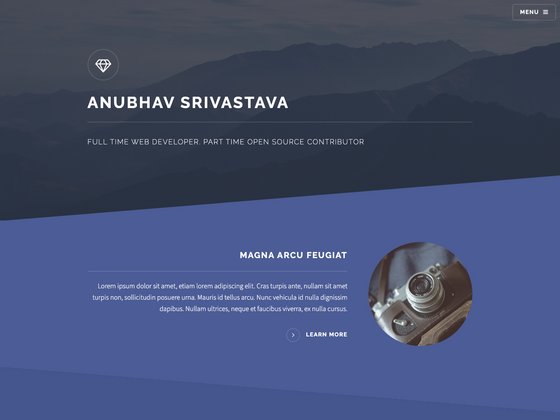 MENU
ANUBHAV SRIVASTAVA
FULL TIME WEB DEVELOPER. PART TIME OPEN SOURCE CONTRIBUTOR
MAGNA ARCU FEUGIAT
Lorem ipsum dolor sit amet, etiam lorem adipiscing elit. Cras turpis ante, nullam sit amet
turpis non, sollicitudin posuere urna. Mauris id tellus arcu. Nunc vehicula id nulla dignissim
dapibus. Nullam ultrices, neque et faucibus viverra, ex nulla cursus.
LEARN MORE